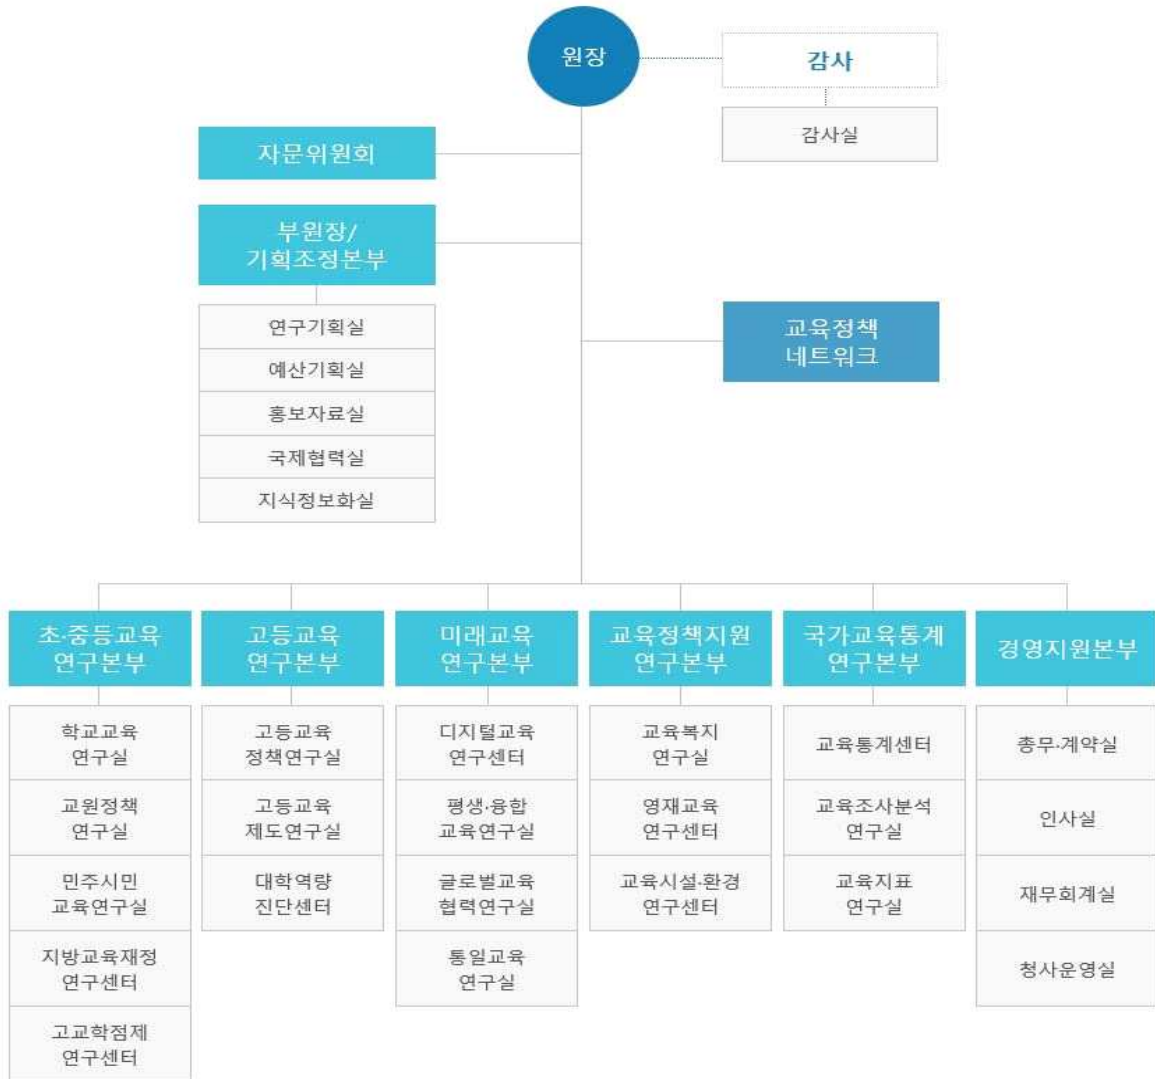 원장
감사
감사실
자문위원회
부원장/
기획조정본부
연구기획실
예산기획실
홍보자료실
국제협력실
지식정보화실
교육정책
네트워크
초·중등교육
연구본부
학교교육
연구실
교원정책
연구실
민주시민
교육연구실
지방교육재정
연구센터
고교학점제
연구센터
고등교육
연구본부
고등교육
정책연구실
고등교육
제도연구실
대학역량
진단센터
미래교육
연구본부
디지털교육
연구센터
평생·융합
교육연구실
글로벌교육
협력연구실
통일교육
연구실
교육정책지원
연구본부
교육복지
연구실
영재교육
연구센터
교육시설·환경
연구센터
국가교육통계
연구본부
교육통계센터
교육조사분석
연구실
교육지표
연구실
경영지원본부
총무·계약실
인사실
재무회계실
청사운영실